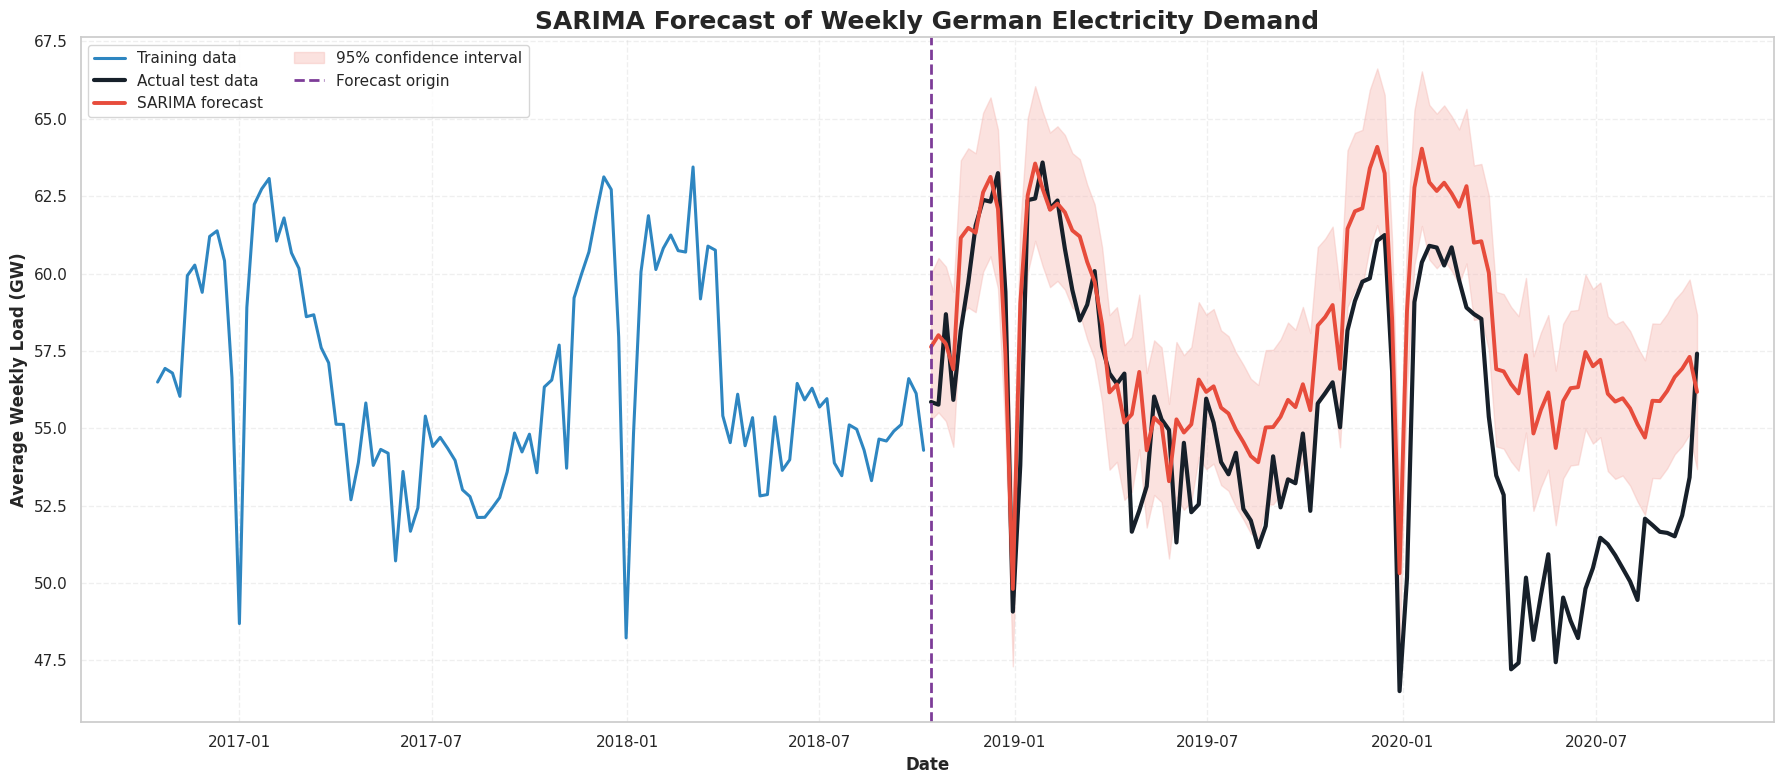 SARIMA Forecast of Weekly German Electricity Demand
Training data
Actual test data
SARIMA forecast
95% confidence interval
Forecast origin
Average Weekly Load (GW)
67.5
65.0
62.5
60.0
57.5
55.0
52.5
50.0
47.5
2017-01
2017-07
2018-01
2018-07
2019-01
2019-07
2020-01
2020-07
Date